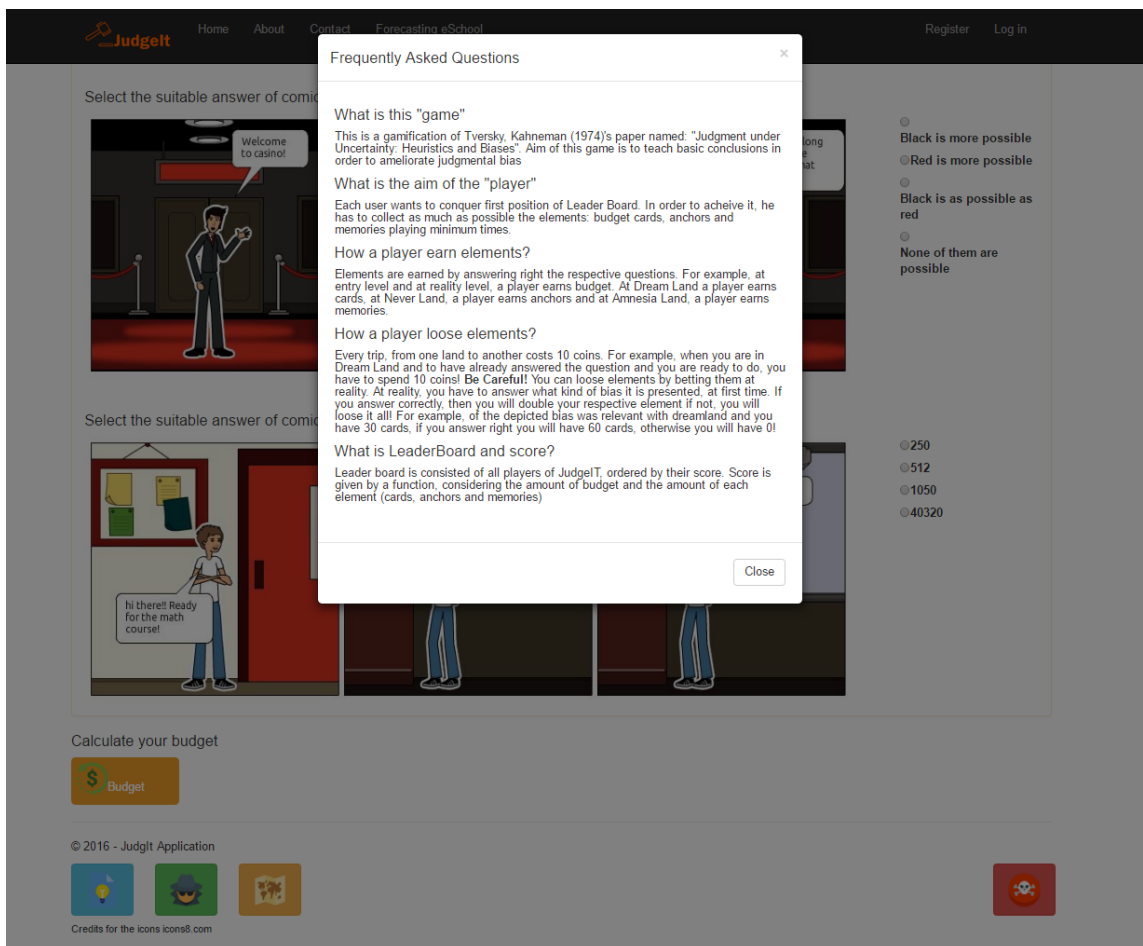 JudgeIt
Home About Contact Forecasting eSchool Register Log in
Frequently Asked Questions ×
What is this "game"
This is a gamification of Tversky, Kahneman (1974)'s paper named: "Judgment under
Uncertainty: Heuristics and Biases". Aim of this game is to teach basic conclusions in
order to ameliorate judgmental bias
What is the aim of the "player"
Each user wants to conquer first position of Leader Board. In order to acheive it, he
has to collect as much as possible the elements: budget cards, anchors and
memories playing minimum times.
How a player earn elements?
Elements are earned by answering right the respective questions. For example, at
entry level and at reality level, a player earns budget. At Dream Land a player earns
cards, at Never Land, a player earns anchors and at Amnesia Land, a player earns
memories.
How a player loose elements?
Every trip, from one land to another costs 10 coins. For example, when you are in
Dream Land and to have already answered the question and you are ready to do, you
have to spend 10 coins! Be Careful! You can loose elements by betting them at
reality. At reality, you have to answer what kind of bias it is presented, at first time. If
you answer correctly, then you will double your respective element if not, you will
loose it all! For example, of the depicted bias was relevant with dreamland and you
have 30 cards, if you answer right you will have 60 cards, otherwise you will have 0!
What is LeaderBoard and score?
Leader board is consisted of all players of JudgeIT, ordered by their score. Score is
given by a function, considering the amount of budget and the amount of each
element (cards, anchors and memories)
Close
Select the suitable answer of comic
Welcome
to casino!
long
Black is more possible
Red is more possible
Black is as possible as
red
None of them are
possible
Select the suitable answer of comic
hi there!! Ready
for the math
course!
250
512
1050
40320
Calculate your budget
Budget
© 2016 - JudgIt Application
Credits for the icons icons8.com